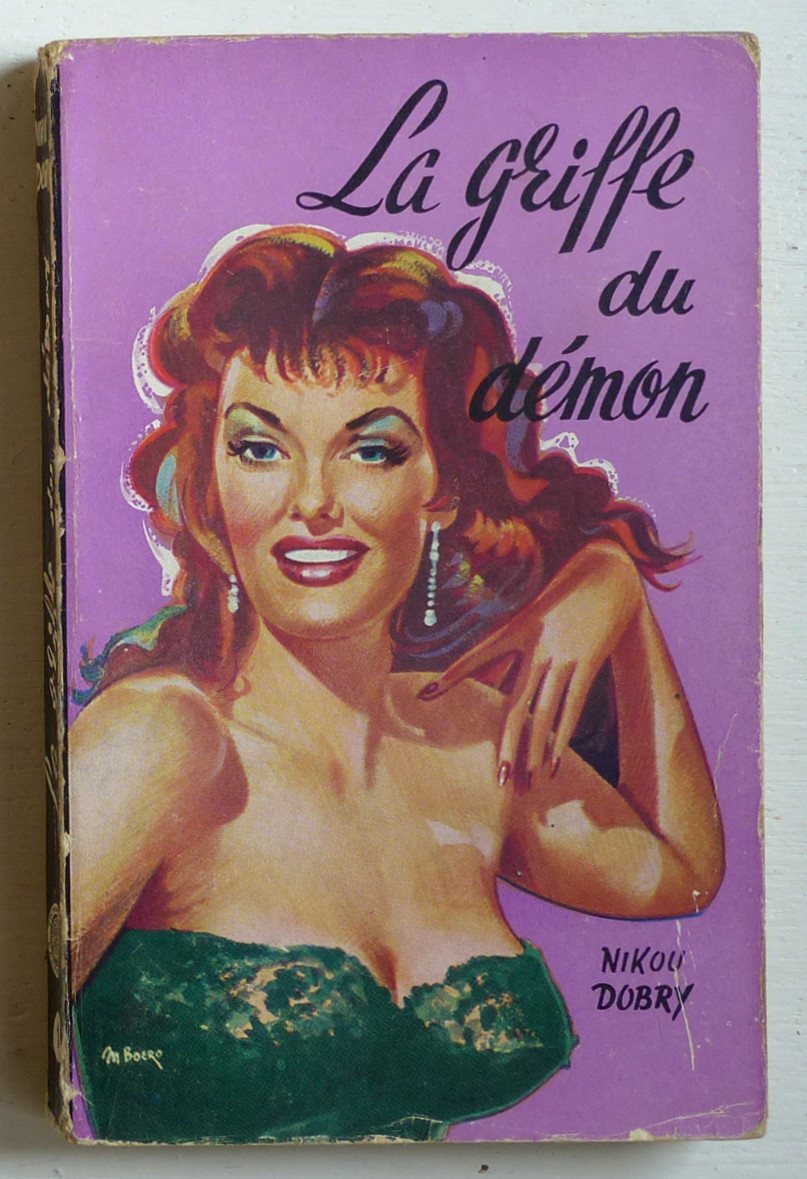 La griffe
du
démon
NIKOU
DOBRY
M BOERO